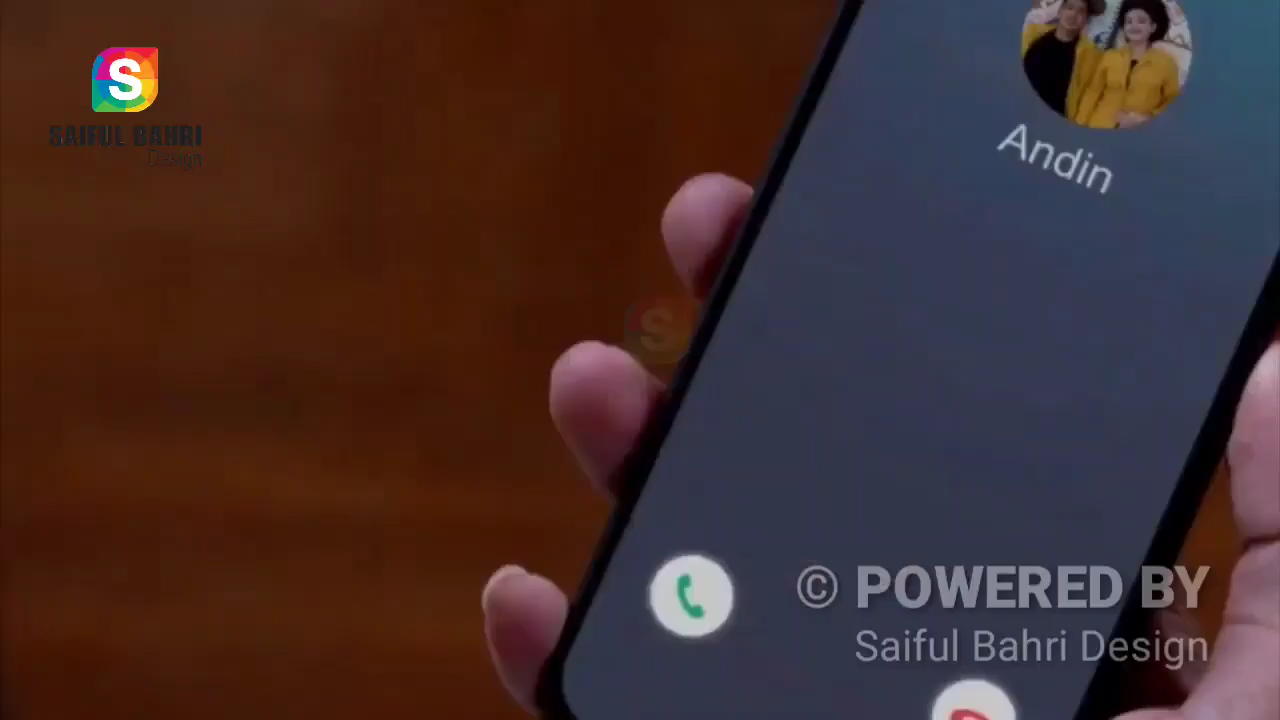 S
SAIFUL BAHRI
Design
Andin
S
© POWERED BY
Saiful Bahri Design